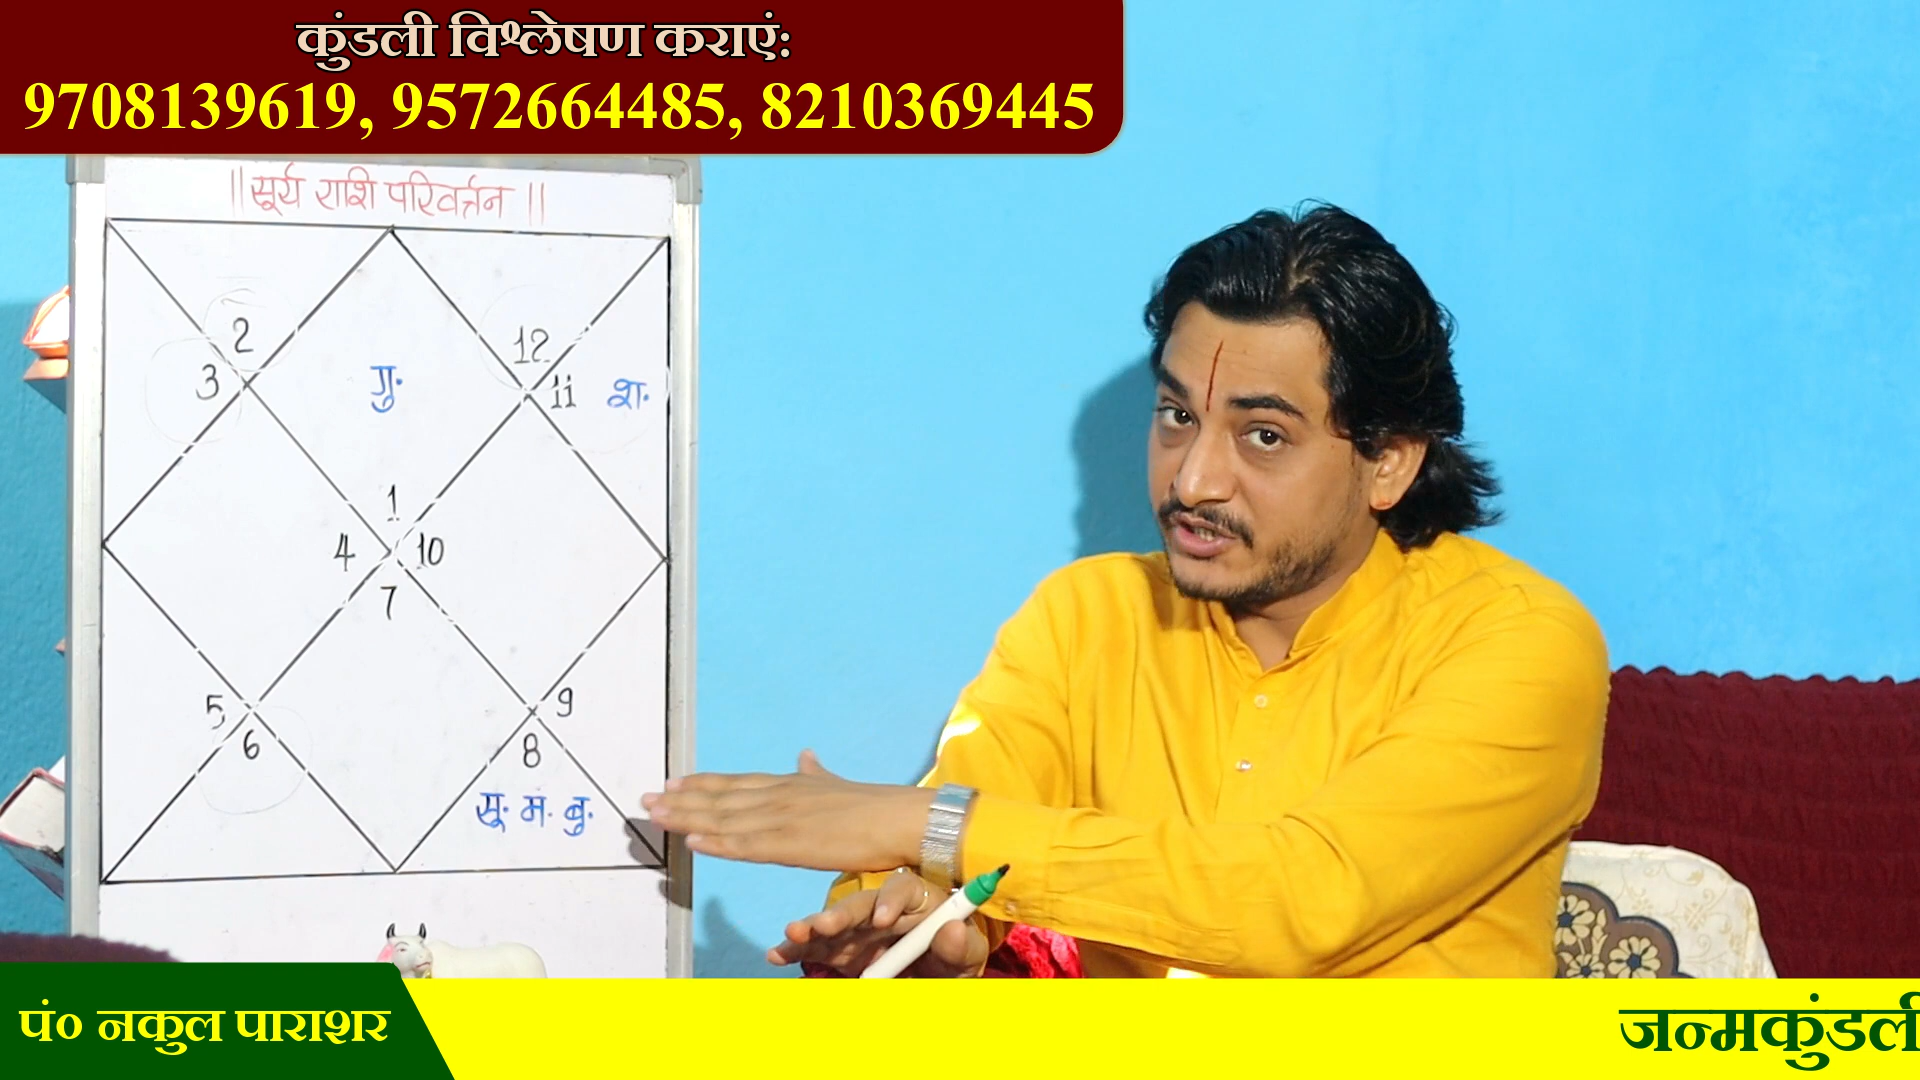 कुंडली विश्लेषण कराएं:
9708139619, 9572664485, 8210369445
||सूर्य राशि परिवर्त्तन ||
2
12
3
गु.
11
श.
1
4
10
7
5
9
6
8
सू. म. बु.
पं० नकुल पाराशर
जन्मकुंडली